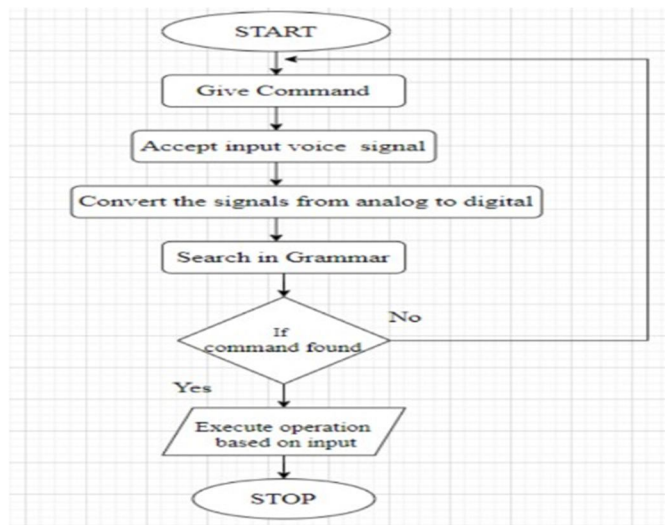 START
Give Command
Accept input voice signal
Convert the signals from analog to digital
Search in Grammar
If
command found
No
Yes
Execute operation
based on input
STOP